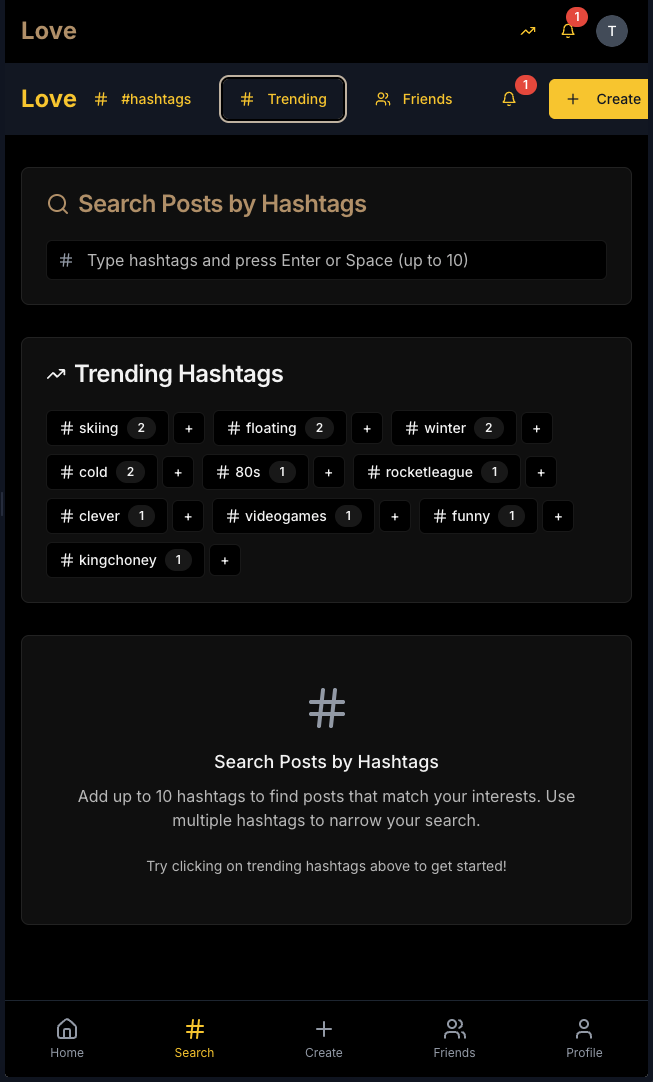 Love
1
T
Love
#hashtags
Trending
Friends
1
+ Create
Search Posts by Hashtags
# Type hashtags and press Enter or Space (up to 10)
Trending Hashtags
# skiing 2 + # floating 2 + # winter 2 +
# cold 2 + # 80s 1 + # rocketleague 1 +
# clever 1 + # videogames 1 + # funny 1 +
# kingchoney 1 +
#
Search Posts by Hashtags
Add up to 10 hashtags to find posts that match your interests. Use
multiple hashtags to narrow your search.
Try clicking on trending hashtags above to get started!
Home
Search
Create
Friends
Profile